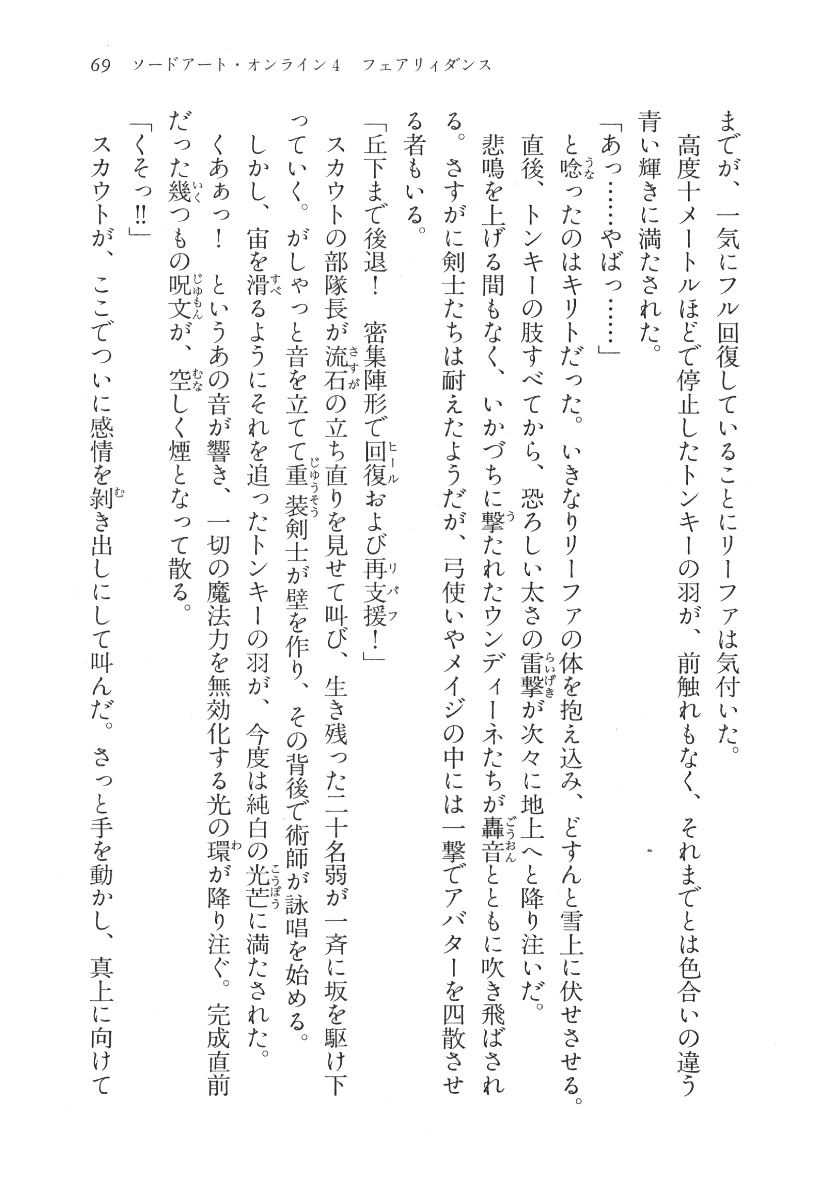 69　ソードアート・オンライン4　フェアリィダンス
までが、一気にフル回復していることにリーファは気付いた。
　高度十メートルほどで停止したトンキーの羽が、前触れもなく、それまでとは色合いの違う
青い輝きに満たされた。
「あっ……やばっ……」
　と唸ったのはキリトだった。いきなりリーファの体を抱え込み、どすんと雪上に伏せさせる。
　直後、トンキーの肢すべてから、恐ろしい太さの雷撃が次々に地上へと降り注いだ。
　悲鳴を上げる間もなく、いかづちに撃たれたウンディーネたちが轟音とともに吹き飛ばされ
る。さすがに剣士たちは耐えたようだが、弓使いやメイジの中には一撃でアバターを四散させ
る者もいる。
「丘下まで後退！　密集陣形で回復および再支援！」
　スカウトの部隊長が流石の立ち直りを見せて叫び、生き残った二十名弱が一斉に坂を駆け下
っていく。がしゃっと音を立てて重装剣士が壁を作り、その背後で術師が詠唱を始める。
　しかし、宙を滑るようにそれを追ったトンキーの羽が、今度は純白の光芒に満たされた。
　くあぁっ！　というあの音が響き、一切の魔法力を無効化する光の環が降り注ぐ。完成直前
だった幾つもの呪文が、空しく煙となって散る。
「くそっ‼」
　スカウトが、ここでついに感情を剝き出しにして叫んだ。さっと手を動かし、真上に向けて